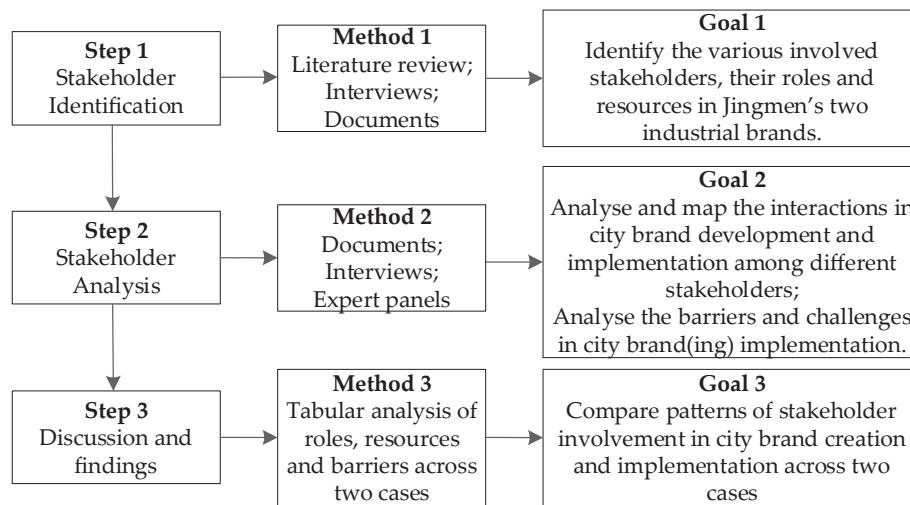 Step 1
Stakeholder
Identification
Method 1
Literature review;
Interviews;
Documents
Goal 1
Identify the various involved
stakeholders, their roles and
resources in Jingmen's two
industrial brands.
Step 2
Stakeholder
Analysis
Method 2
Documents;
Interviews;
Expert panels
Goal 2
Analyse and map the interactions in
city brand development and
implementation among different
stakeholders;
Analyse the barriers and challenges
in city brand(ing) implementation.
Step 3
Discussion and
findings
Method 3
Tabular analysis of
roles, resources
and barriers across
two cases
Goal 3
Compare patterns of stakeholder
involvement in city brand creation
and implementation across two
cases